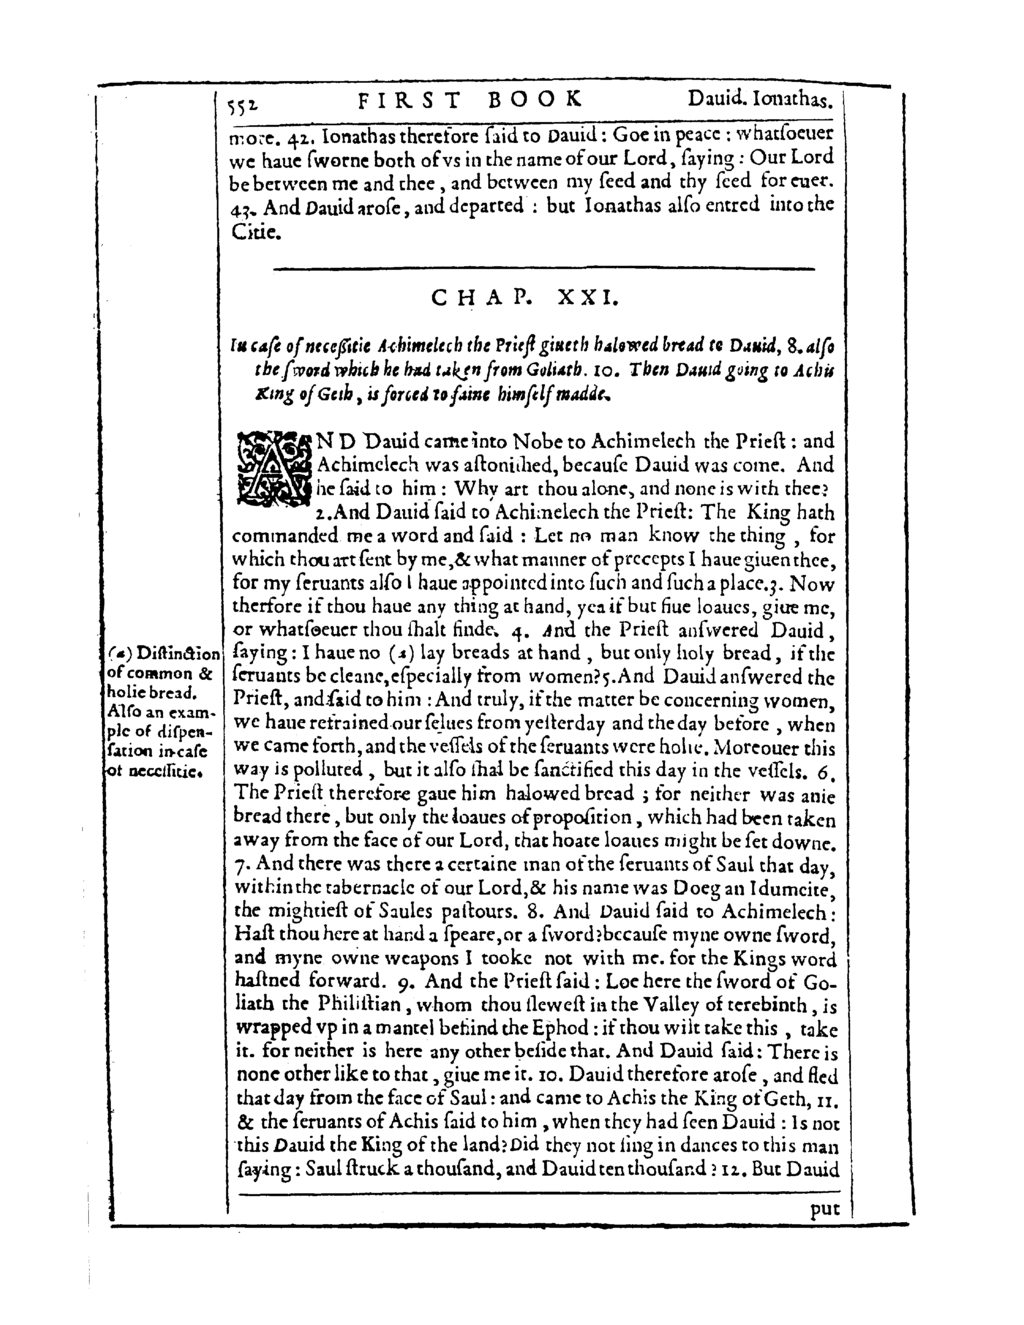 552 FIRST BOOK Dauid. Ionathas.
more. 42. Ionathas therefore ſaid to Dauid: Goe in peace: whatſoeuer
we haue ſworne both of vs in the name of our Lord, ſaying: Our Lord
be between me and thee, and between my ſeed and thy ſeed for euer.
43. And Dauid aroſe, and departed: but Ionathas alſo entred into the
Citie.
CHAP. XXI.
In caſe of neceſsitie Achimelech the Prieſt giueth halowed bread to Dauid, 8. alſo
the ſword which he had taken from Goliath. 10. Then Dauid going to Achis
King of Geth, is forced to faine himſelf madde.
AND Dauid came into Nobe to Achimelech the Prieſt: and
Achimelech was aſtoniſhed, becauſe Dauid was come. And
he ſaid to him: Why art thou alone, and none is with thee?
2. And Dauid ſaid to Achimelech the Prieſt: The King hath
commanded me a word and ſaid: Let no man know the thing, for
which thou art ſent by me, & what manner of precepts I haue giuen thee,
for my ſeruants alſo I haue appointed into ſuch and ſuch a place. 3. Now
therfore if thou haue any thing at hand, yea if but fiue loaues, giue me,
or whatſoeuer thou ſhalt finde. 4. And the Prieſt anſwered Dauid,
ſaying: I haue no (a) lay breads at hand, but only holy bread, if the
ſeruants be cleane, eſpecially from women? 5. And Dauid anſwered the
Prieſt, and ſaid to him: And truly, if the matter be concerning women,
we haue refrained our ſelues from yeſterday and the day before, when
we came forth, and the veſſels of the ſeruants were holie. Moreouer this
way is polluted, but it alſo ſhal be ſanctified this day in the veſſels. 6.
The Prieſt therefore gaue him halowed bread; for neither was anie
bread there, but only the loaues of propoſition, which had been taken
away from the face of our Lord, that hoate loaues might be ſet downe.
7. And there was there a certaine man of the ſeruants of Saul that day,
within the tabernacle of our Lord, & his name was Doeg an Idumeite,
the mightieſt of Saules paſtours. 8. And Dauid ſaid to Achimelech:
Haſt thou here at hand a ſpeare, or a ſword? becauſe myne owne ſword,
and myne owne weapons I tooke not with me. for the Kings word
haſtned forward. 9. And the Prieſt ſaid: Loe here the ſword of Go-
liath the Philiſtian, whom thou ſleweſt in the Valley of terebinth, is
wrapped vp in a mantel behind the Ephod: if thou wilt take this, take
it. for neither is here any other beſide that. And Dauid ſaid: There is
none other like to that, giue me it. 10. Dauid therefore aroſe, and fled
that day from the face of Saul: and came to Achis the King of Geth, 11.
& the ſeruants of Achis ſaid to him, when they had ſeen Dauid: Is not
this Dauid the King of the land? Did they not ſing in dances to this man
ſaying: Saul ſtruck a thouſand, and Dauid ten thouſand? 12. But Dauid
put
(a) Diſtinction
of common &
holie bread.
Alſo an exam-
ple of diſpen-
ſation in caſe
of neceſſitie.